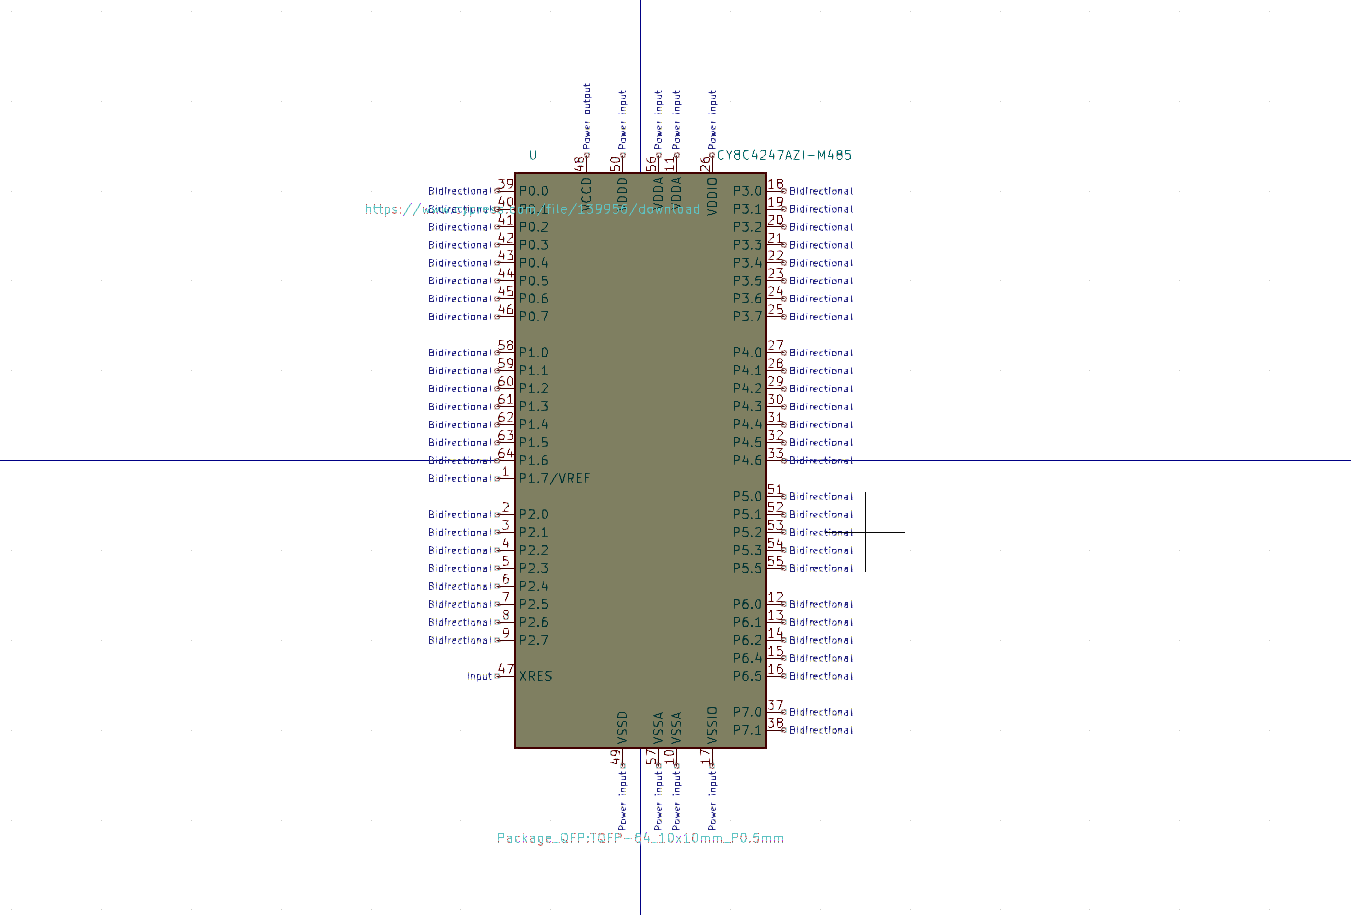 Power output
Power input
Power input
Power input
Power input
48 50 56 11 26
U
CY8C4247AZI-M485
VCCD VDDD VDDA VDDA VDDIO
Bidirectional 39 P0.0 P3.0 18 Bidirectional
Bidirectional 40 P0.1 P3.1 19 Bidirectional
https://www.cypress.com/file/139956/download
Bidirectional 41 P0.2 P3.2 20 Bidirectional
Bidirectional 42 P0.3 P3.3 21 Bidirectional
Bidirectional 43 P0.4 P3.4 22 Bidirectional
Bidirectional 44 P0.5 P3.5 23 Bidirectional
Bidirectional 45 P0.6 P3.6 24 Bidirectional
Bidirectional 46 P0.7 P3.7 25 Bidirectional
Bidirectional 58 P1.0 P4.0 27 Bidirectional
Bidirectional 59 P1.1 P4.1 28 Bidirectional
Bidirectional 60 P1.2 P4.2 29 Bidirectional
Bidirectional 61 P1.3 P4.3 30 Bidirectional
Bidirectional 62 P1.4 P4.4 31 Bidirectional
Bidirectional 63 P1.5 P4.5 32 Bidirectional
Bidirectional 64 P1.6 P4.6 33 Bidirectional
Bidirectional 1 P1.7/VREF
P5.0 51 Bidirectional
Bidirectional 2 P2.0 P5.1 52 Bidirectional
Bidirectional 3 P2.1 P5.2 53 Bidirectional
Bidirectional 4 P2.2 P5.3 54 Bidirectional
Bidirectional 5 P2.3 P5.5 55 Bidirectional
Bidirectional 6 P2.4
Bidirectional 7 P2.5 P6.0 12 Bidirectional
Bidirectional 8 P2.6 P6.1 13 Bidirectional
Bidirectional 9 P2.7 P6.2 14 Bidirectional
P6.4 15 Bidirectional
Input 47 XRES P6.5 16 Bidirectional
P7.0 37 Bidirectional
P7.1 38 Bidirectional
VSSD VSSA VSSA VSSIO
49 57 10 17
Power input
Power input
Power input
Power input
Package_QFP:TQFP-64_10x10mm_P0.5mm